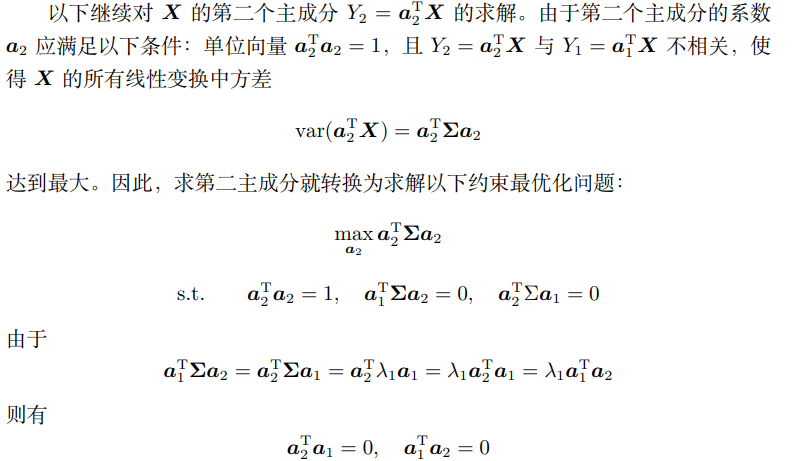 以下继续对 X 的第二个主成分 Y₂ = a₂ᵀX 的求解。由于第二个主成分的系数
a₂ 应满足以下条件：单位向量 a₂ᵀa₂ = 1，且 Y₂ = a₂ᵀX 与 Y₁ = a₁ᵀX 不相关，使
得 X 的所有线性变换中方差
var(a₂ᵀX) = a₂ᵀΣa₂
达到最大。因此，求第二主成分就转换为求解以下约束最优化问题：
max a₂ᵀΣa₂
a₂
s.t. a₂ᵀa₂ = 1, a₁ᵀΣa₂ = 0, a₂ᵀΣa₁ = 0
由于
a₁ᵀΣa₂ = a₂ᵀΣa₁ = a₂ᵀλ₁a₁ = λ₁a₂ᵀa₁ = λ₁a₁ᵀa₂
则有
a₂ᵀa₁ = 0, a₁ᵀa₂ = 0